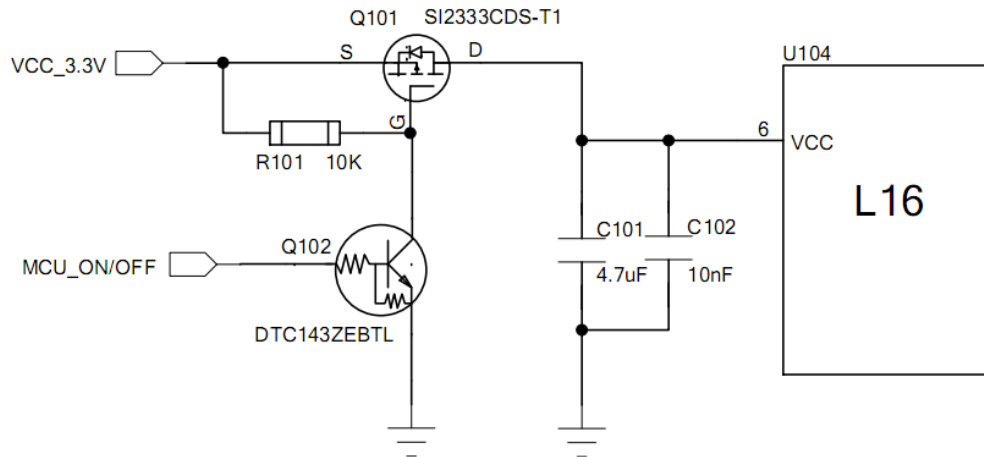 Q101 SI2333CDS-T1
S D
U104
VCC_3.3V
G
6 VCC
R101 10K
L16
C101 C102
Q102
4.7uF 10nF
MCU_ON/OFF
DTC143ZEBTL